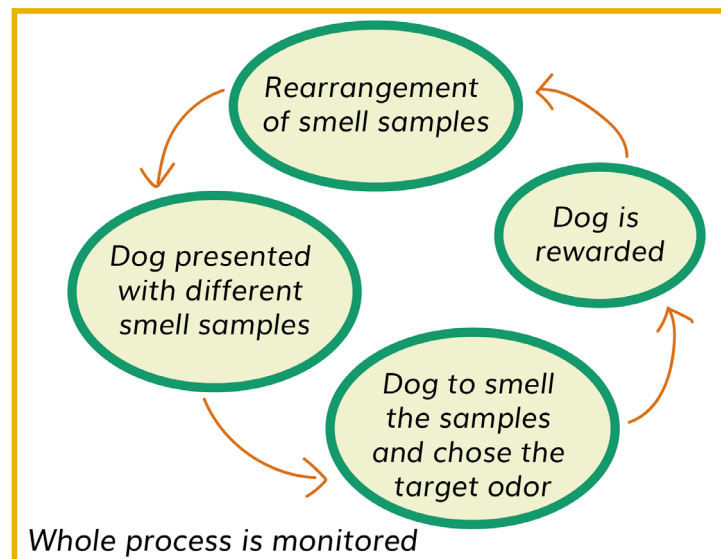 Rearrangement
of smell samples
Dog presented
with different
smell samples
Dog to smell
the samples
and chose the
target odor
Dog is
rewarded
Whole process is monitored